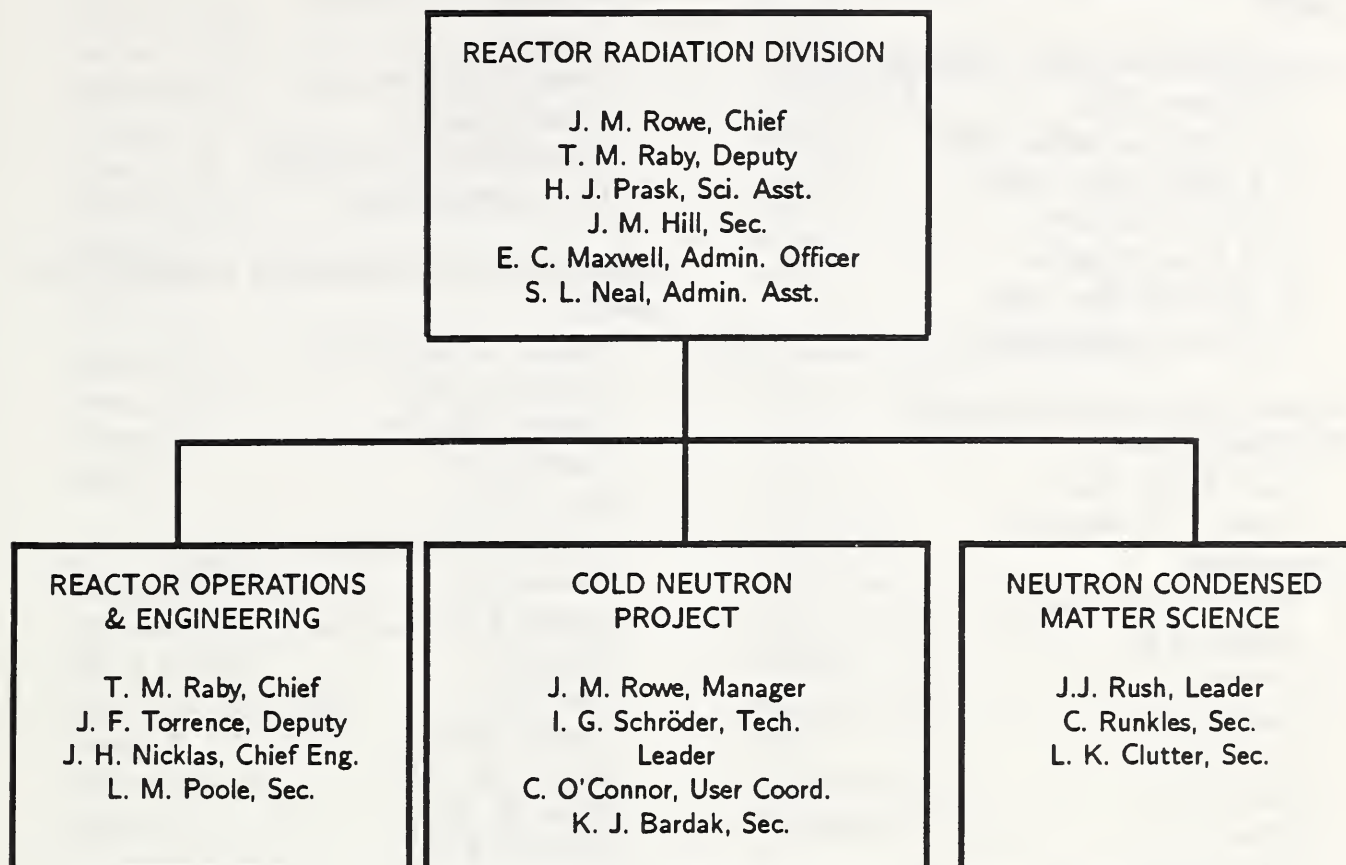 REACTOR RADIATION DIVISION
J. M. Rowe, Chief
T. M. Raby, Deputy
H. J. Prask, Sci. Asst.
J. M. Hill, Sec.
E. C. Maxwell, Admin. Officer
S. L. Neal, Admin. Asst.
REACTOR OPERATIONS
& ENGINEERING
T. M. Raby, Chief
J. F. Torrence, Deputy
J. H. Nicklas, Chief Eng.
L. M. Poole, Sec.
COLD NEUTRON
PROJECT
J. M. Rowe, Manager
I. G. Schröder, Tech.
Leader
C. O'Connor, User Coord.
K. J. Bardak, Sec.
NEUTRON CONDENSED
MATTER SCIENCE
J.J. Rush, Leader
C. Runkles, Sec.
L. K. Clutter, Sec.